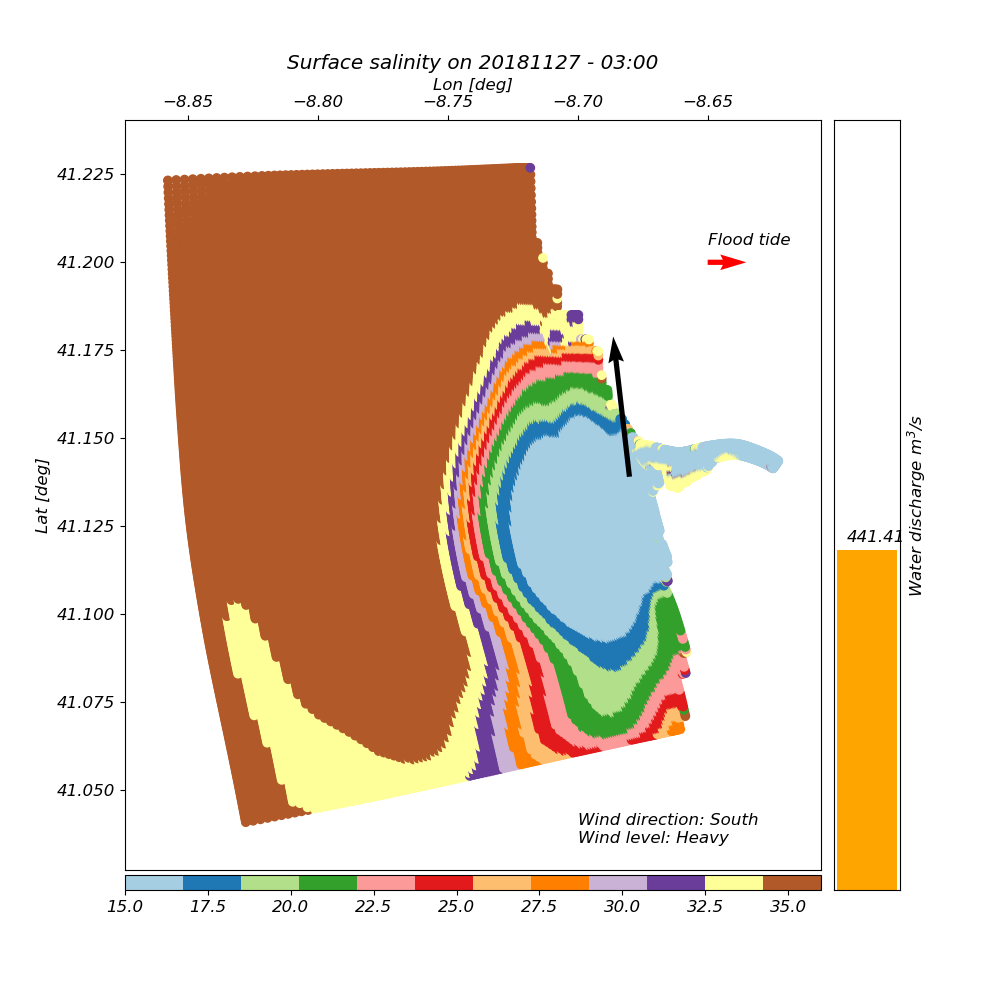 Surface salinity on 20181127 - 03:00
Lon [deg]
−8.85 −8.80 −8.75 −8.70 −8.65
41.225
41.200
41.175
41.150
41.125
41.100
41.075
41.050
Lat [deg]
Flood tide
Wind direction: South
Wind level: Heavy
441.41
Water discharge m³/s
15.0 17.5 20.0 22.5 25.0 27.5 30.0 32.5 35.0